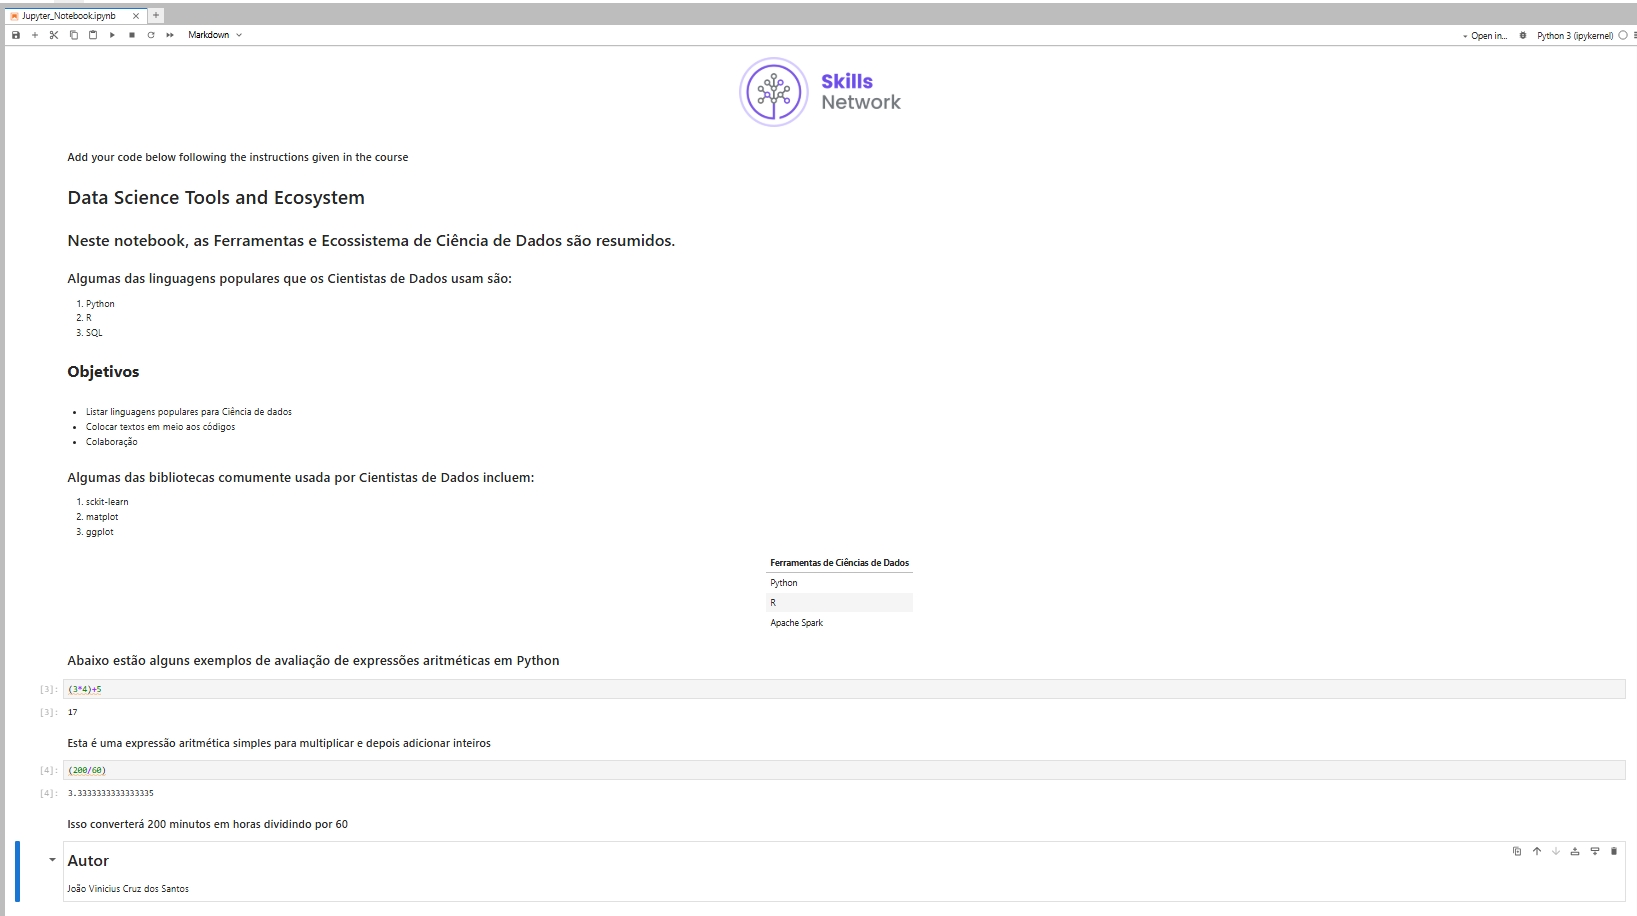 Jupyter_Notebook.ipynb
Markdown
Open in...
Python 3 (ipykernel)
Skills
Network
Add your code below following the instructions given in the course
Data Science Tools and Ecosystem
Neste notebook, as Ferramentas e Ecossistema de Ciência de Dados são resumidos.
Algumas das linguagens populares que os Cientistas de Dados usam são:
1. Python
2. R
3. SQL
Objetivos
• Listar linguagens populares para Ciência de dados
• Colocar textos em meio aos códigos
• Colaboração
Algumas das bibliotecas comumente usada por Cientistas de Dados incluem:
1. sckit-learn
2. matplot
3. ggplot
Ferramentas de Ciências de Dados
Python
R
Apache Spark
Abaixo estão alguns exemplos de avaliação de expressões aritméticas em Python
[3]: (3*4)+5
[3]: 17
Esta é uma expressão aritmética simples para multiplicar e depois adicionar inteiros
[4]: (200/60)
[4]: 3.3333333333333335
Isso converterá 200 minutos em horas dividindo por 60
Autor
João Vinicius Cruz dos Santos